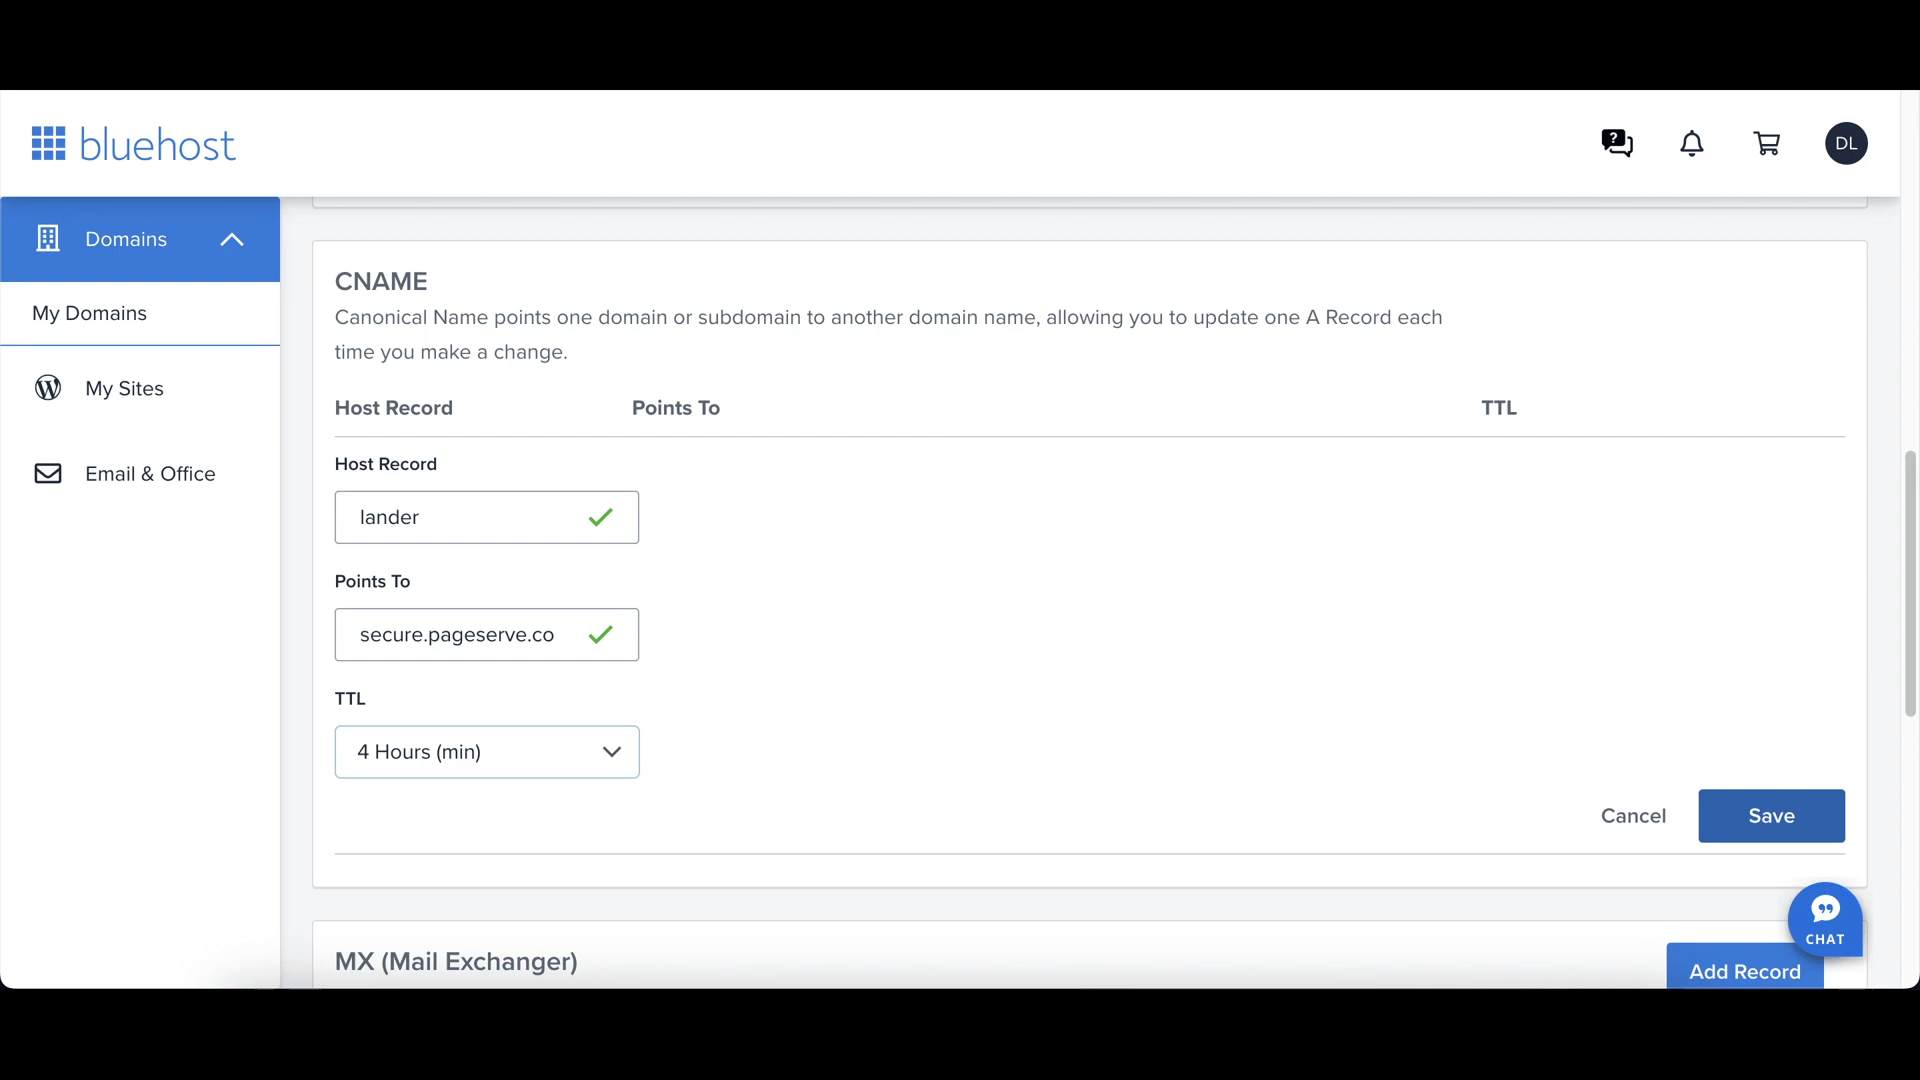 bluehost
?
DL
Domains
My Domains
My Sites
Email & Office
CNAME
Canonical Name points one domain or subdomain to another domain name, allowing you to update one A Record each
time you make a change.
Host Record Points To TTL
Host Record
lander
Points To
secure.pageserve.co
TTL
4 Hours (min)
Cancel Save
CHAT
MX (Mail Exchanger)
Add Record